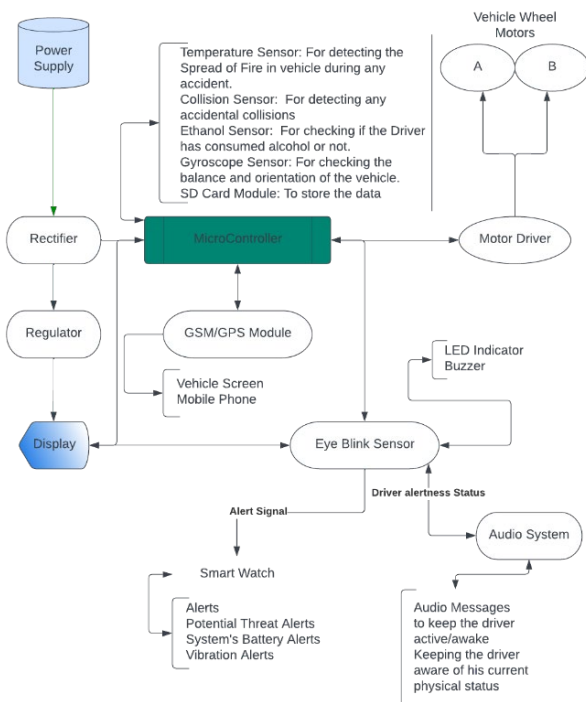 Power
Supply
Temperature Sensor: For detecting the
Spread of Fire in vehicle during any
accident.
Collision Sensor: For detecting any
accidental collisions
Ethanol Sensor: For checking if the Driver
has consumed alcohol or not.
Gyroscope Sensor: For checking the
balance and orientation of the vehicle.
SD Card Module: To store the data
Vehicle Wheel
Motors
A
B
Rectifier
MicroController
Motor Driver
Regulator
GSM/GPS Module
Vehicle Screen
Mobile Phone
LED Indicator
Buzzer
Display
Eye Blink Sensor
Driver alertness Status
Alert Signal
Audio System
Smart Watch
Alerts
Potential Threat Alerts
System's Battery Alerts
Vibration Alerts
Audio Messages
to keep the driver
active/awake
Keeping the driver
aware of his current
physical status